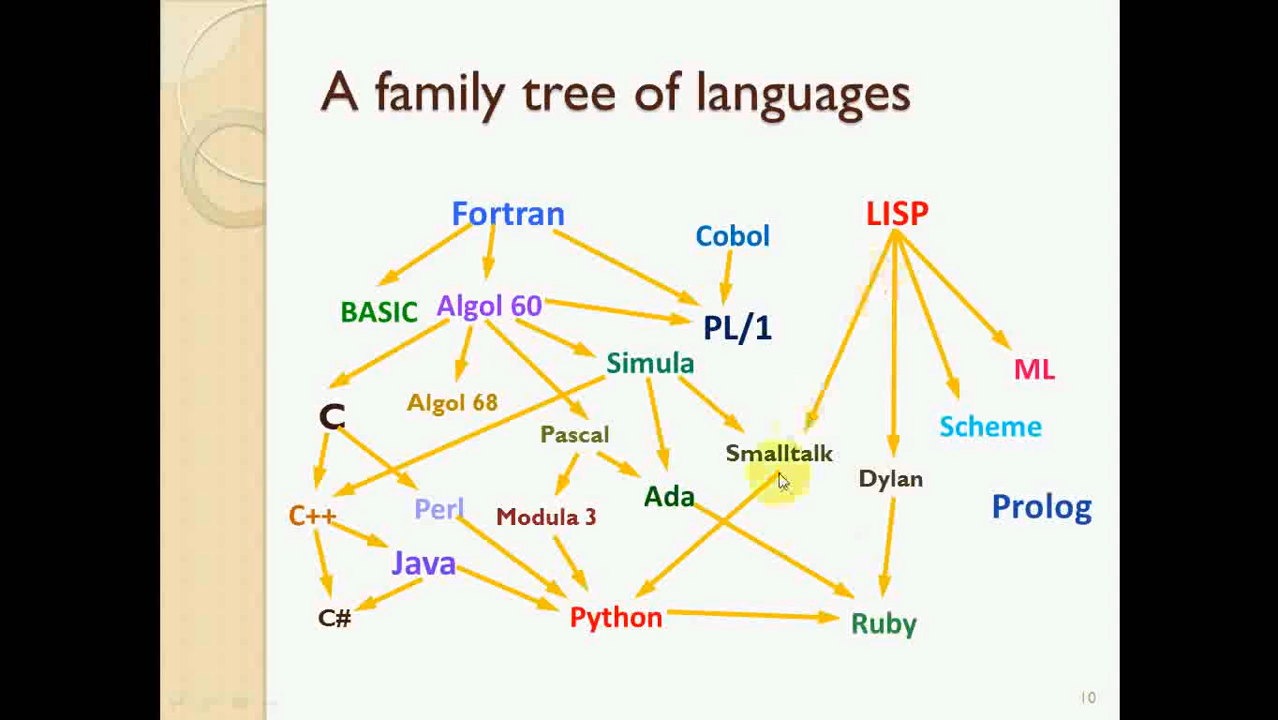 A family tree of languages
Fortran
LISP
Cobol
BASIC
Algol 60
PL/1
Simula
ML
Algol 68
C
Pascal
Scheme
Smalltalk
Dylan
Ada
Prolog
C++
Perl
Modula 3
Java
C#
Python
Ruby
10